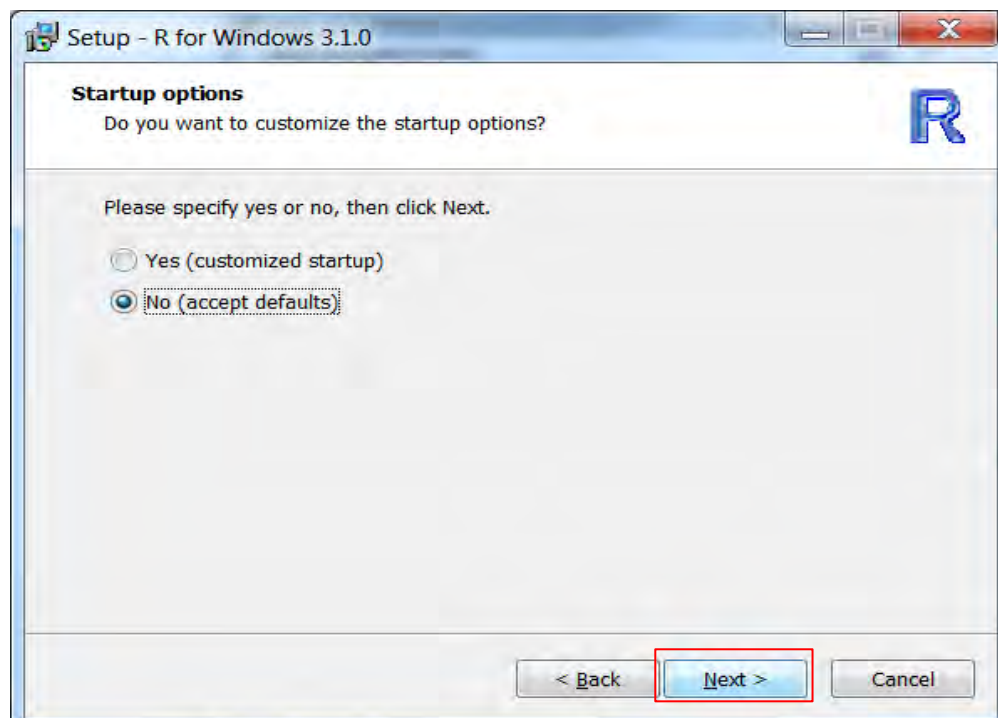 Setup - R for Windows 3.1.0
Startup options
Do you want to customize the startup options?
R
Please specify yes or no, then click Next.
Yes (customized startup)
No (accept defaults)
< Back
Next >
Cancel